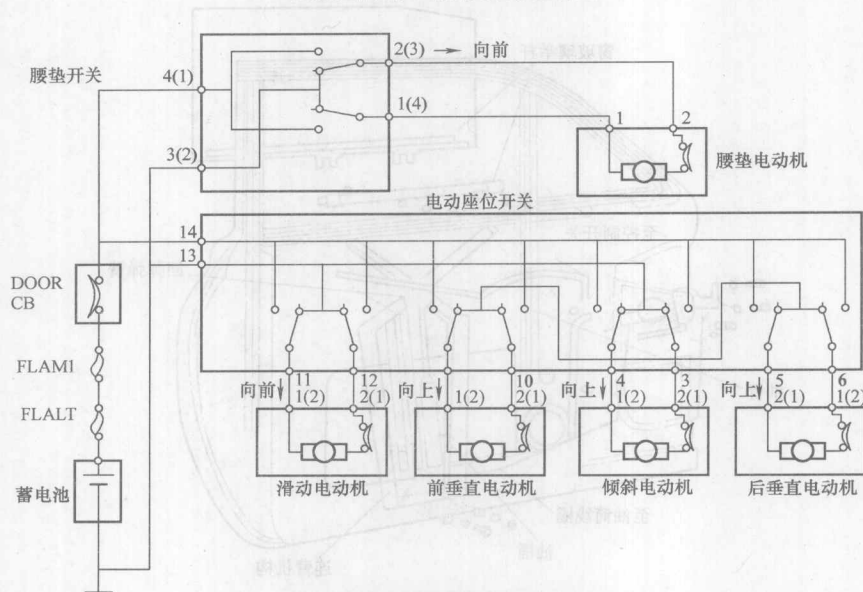 腰垫开关
4(1)
3(2)
2(3)
向前
1(4)
1
2
腰垫电动机
电动座位开关
14
13
DOOR
CB
FLAMI
FLALT
蓄电池
11
12
10
4
3
5
6
向前
1(2)
2(1)
向上
1(2)
2(1)
向上
1(2)
2(1)
向上
2(1)
1(2)
滑动电动机
前垂直电动机
倾斜电动机
后垂直电动机